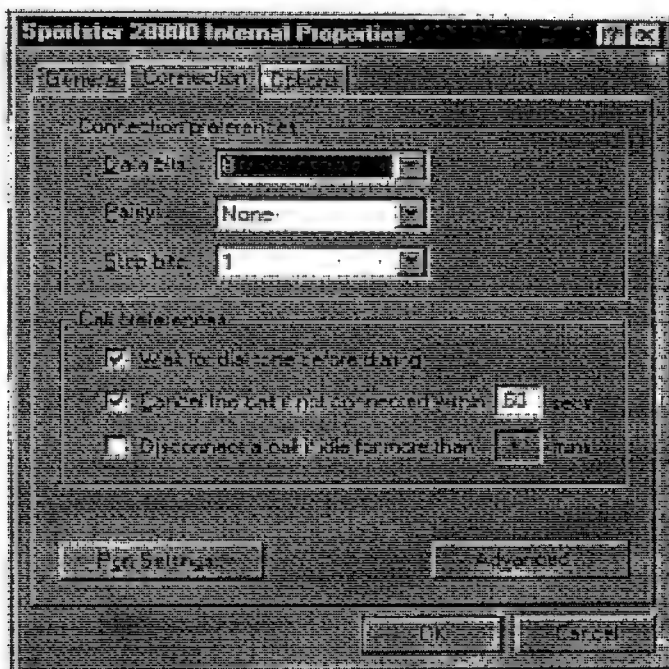 Sportster 28000 Internal Properties
General Connection Options
Connection preferences
Data bits:
Parity: None
Stop bits: 1
Call preferences
Wait for dial tone before dialing
Cancel the call if not connected within 60 secs
Disconnect a call if idle for more than mins
Port Settings... Advanced...
OK Cancel